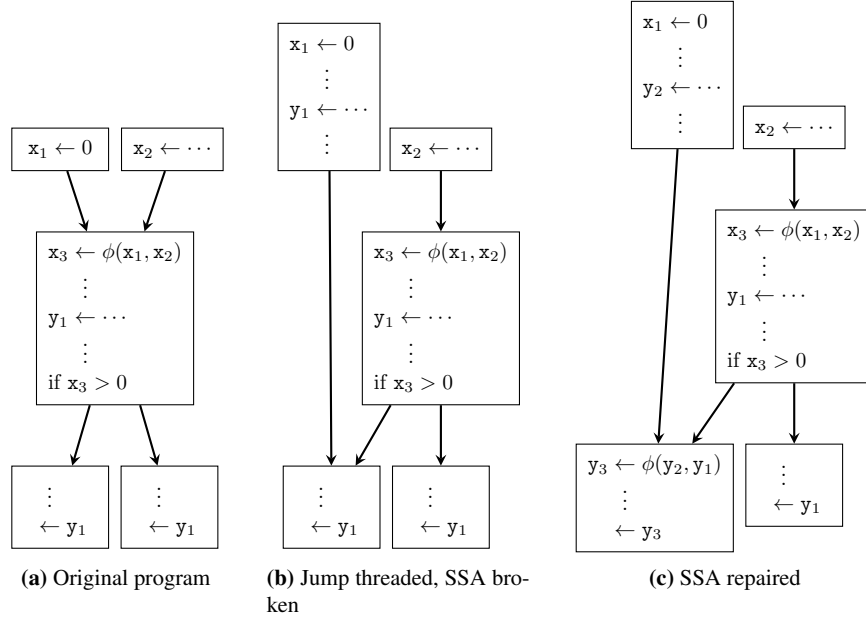 x₁ ← 0
x₂ ← ⋯
x₃ ← ϕ(x₁, x₂)
⋮
y₁ ← ⋯
⋮
if x₃ > 0
⋮
← y₁
⋮
← y₁
(a) Original program
x₁ ← 0
⋮
y₁ ← ⋯
⋮
x₂ ← ⋯
x₃ ← ϕ(x₁, x₂)
⋮
y₁ ← ⋯
⋮
if x₃ > 0
⋮
← y₁
⋮
← y₁
(b) Jump threaded, SSA bro-
ken
x₁ ← 0
⋮
y₂ ← ⋯
⋮
x₂ ← ⋯
x₃ ← ϕ(x₁, x₂)
⋮
y₁ ← ⋯
⋮
if x₃ > 0
y₃ ← ϕ(y₂, y₁)
⋮
← y₃
⋮
← y₁
(c) SSA repaired